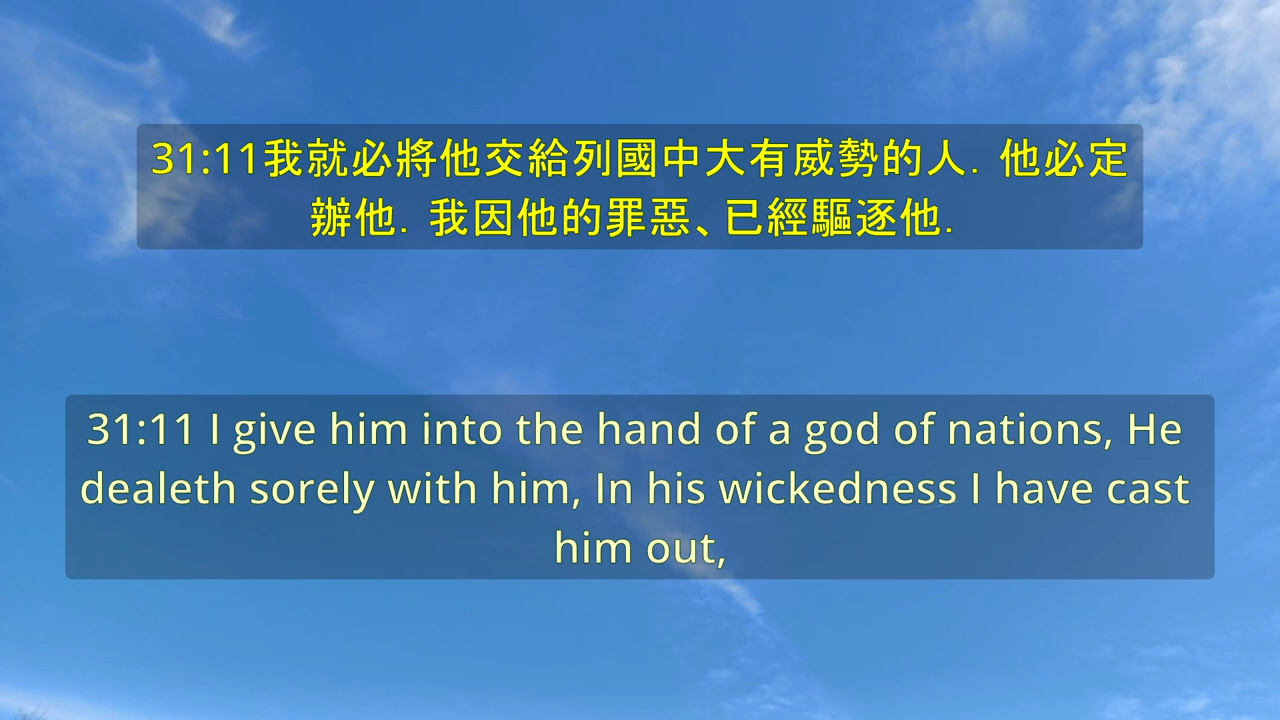 31:11我就必將他交給列國中大有威勢的人．他必定
辦他．我因他的罪惡、已經驅逐他．
31:11 I give him into the hand of a god of nations, He
dealeth sorely with him, In his wickedness I have cast
him out,